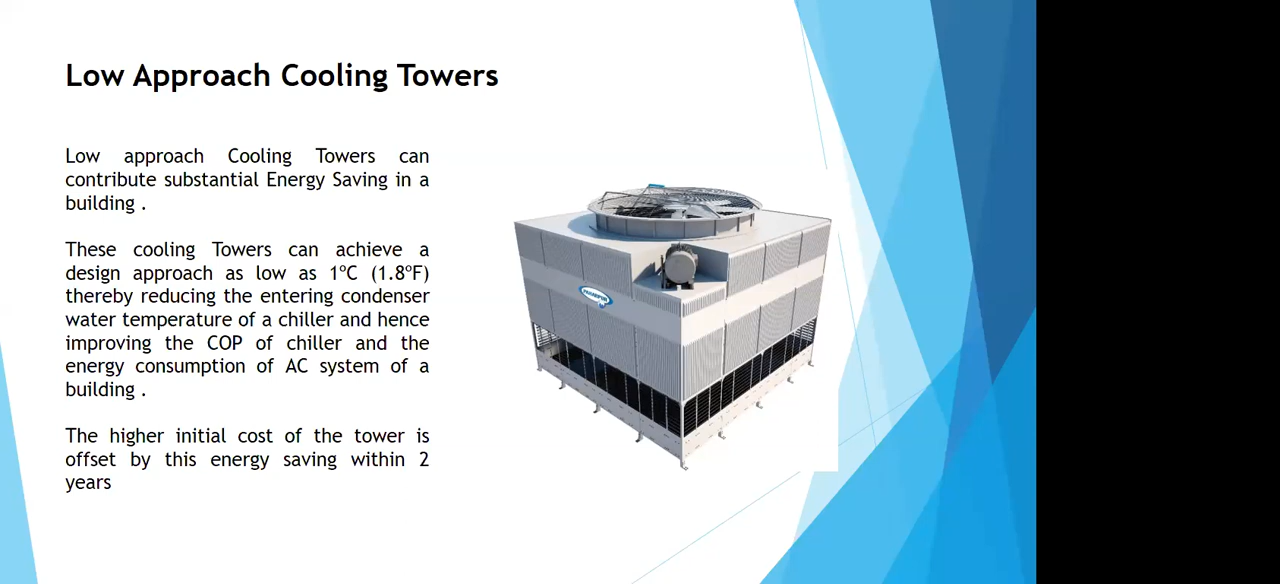 Low Approach Cooling Towers
Low approach Cooling Towers can
contribute substantial Energy Saving in a
building .
These cooling Towers can achieve a
design approach as low as 1ºC (1.8ºF)
thereby reducing the entering condenser
water temperature of a chiller and hence
improving the COP of chiller and the
energy consumption of AC system of a
building .
The higher initial cost of the tower is
offset by this energy saving within 2
years